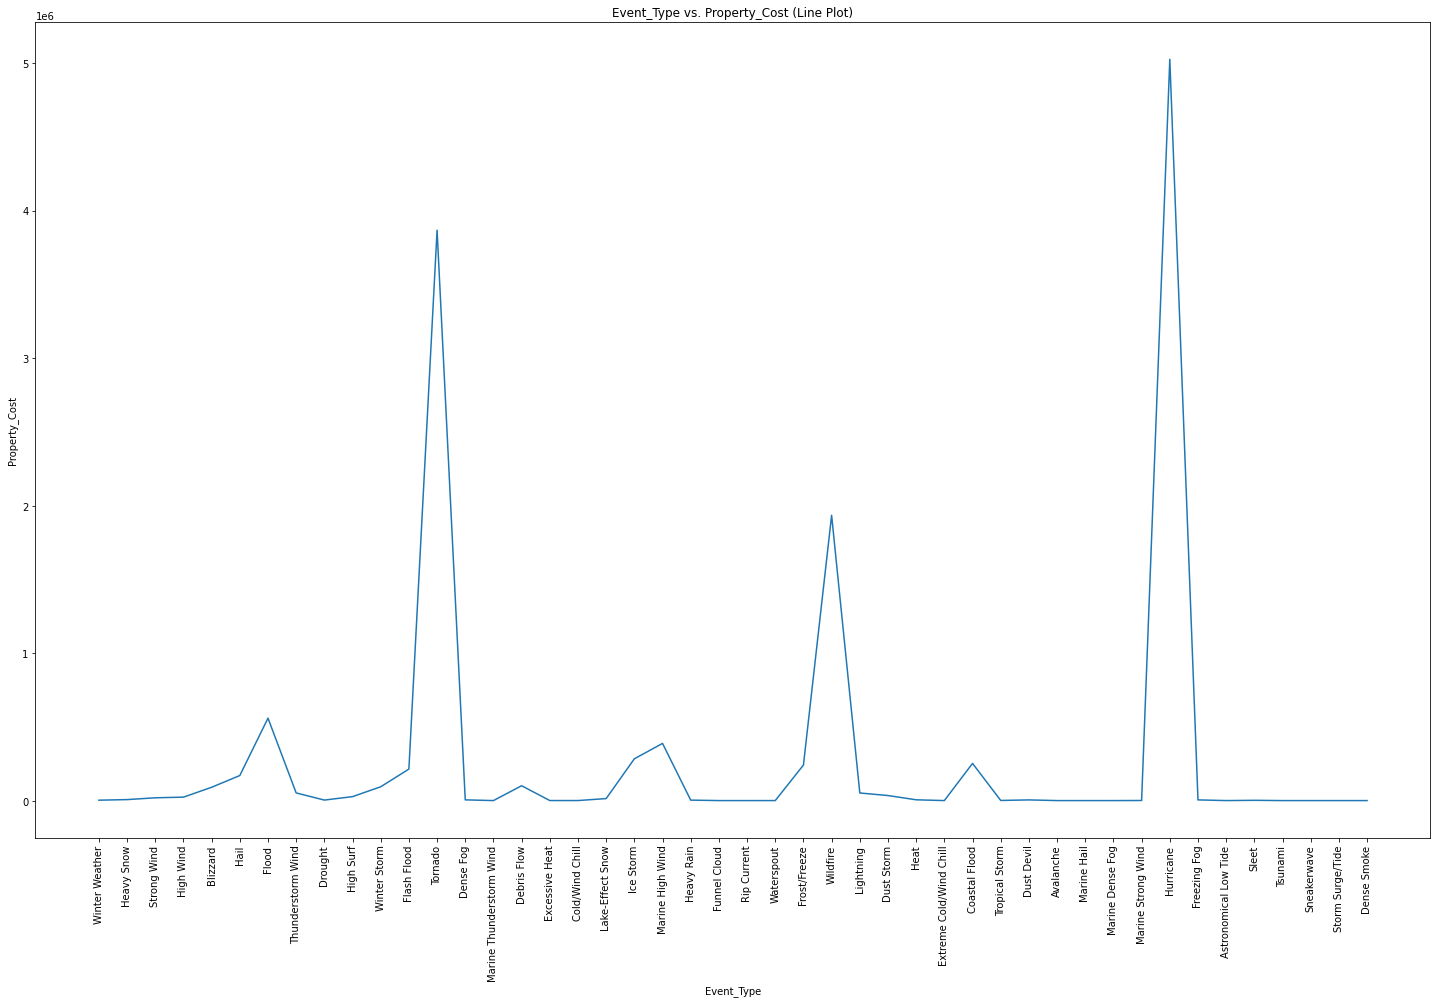 Event_Type vs. Property_Cost (Line Plot)
1e6
5
4
3
2
1
0
Property_Cost
Winter Weather
Heavy Snow
Strong Wind
High Wind
Blizzard
Hail
Flood
Thunderstorm Wind
Drought
High Surf
Winter Storm
Flash Flood
Tornado
Dense Fog
Marine Thunderstorm Wind
Debris Flow
Excessive Heat
Cold/Wind Chill
Lake-Effect Snow
Ice Storm
Marine High Wind
Heavy Rain
Funnel Cloud
Rip Current
Waterspout
Frost/Freeze
Wildfire
Lightning
Dust Storm
Heat
Extreme Cold/Wind Chill
Coastal Flood
Tropical Storm
Dust Devil
Avalanche
Marine Hail
Marine Dense Fog
Marine Strong Wind
Hurricane
Freezing Fog
Astronomical Low Tide
Sleet
Tsunami
Sneakerwave
Storm Surge/Tide
Dense Smoke
Event_Type